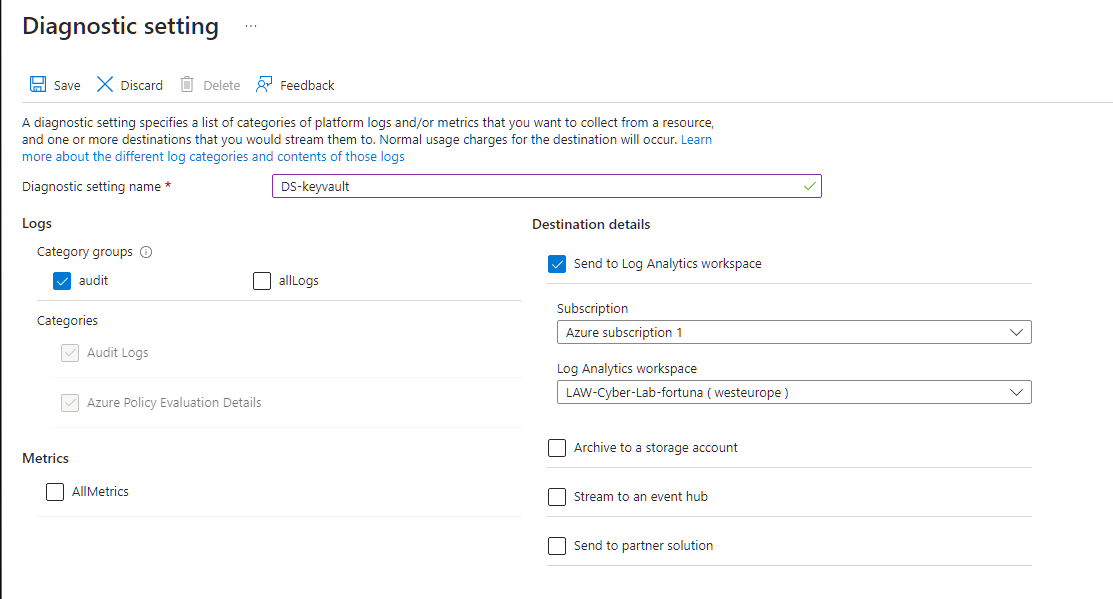 Diagnostic setting ...
Save Discard Delete Feedback
A diagnostic setting specifies a list of categories of platform logs and/or metrics that you want to collect from a resource,
and one or more destinations that you would stream them to. Normal usage charges for the destination will occur. Learn
more about the different log categories and contents of those logs
Diagnostic setting name *
DS-keyvault
Logs
Category groups
audit
allLogs
Categories
Audit Logs
Azure Policy Evaluation Details
Metrics
AllMetrics
Destination details
Send to Log Analytics workspace
Subscription
Azure subscription 1
Log Analytics workspace
LAW-Cyber-Lab-fortuna ( westeurope )
Archive to a storage account
Stream to an event hub
Send to partner solution